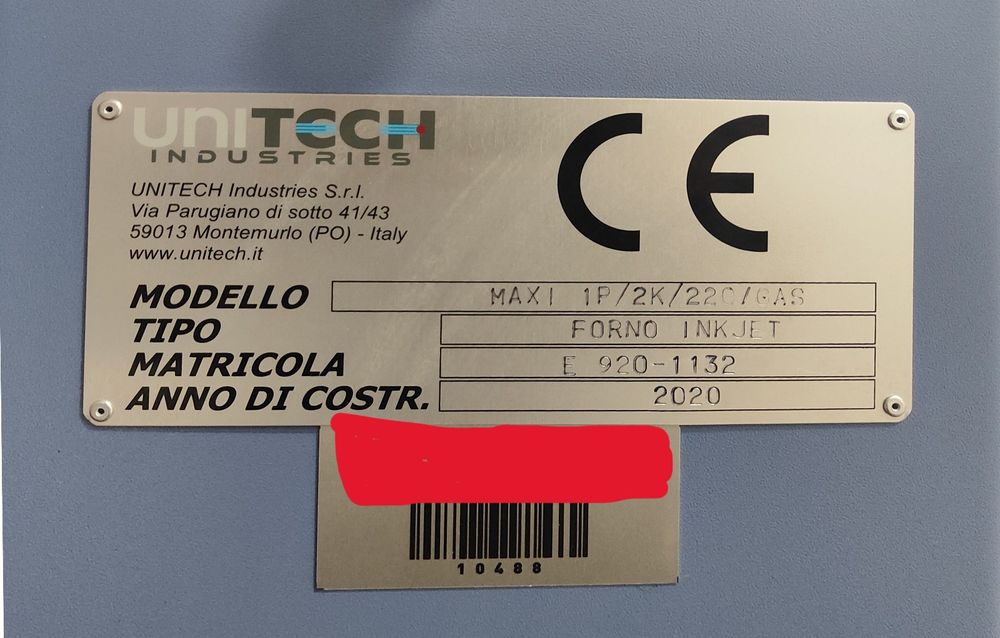 UNITECH
INDUSTRIES
CE
UNITECH Industries S.r.l.
Via Parugiano di sotto 41/43
59013 Montemurlo (PO) - Italy
www.unitech.it
MODELLO MAXI 1P/2K/220/GAS
TIPO FORNO INKJET
MATRICOLA E 920-1132
ANNO DI COSTR. 2020
10488